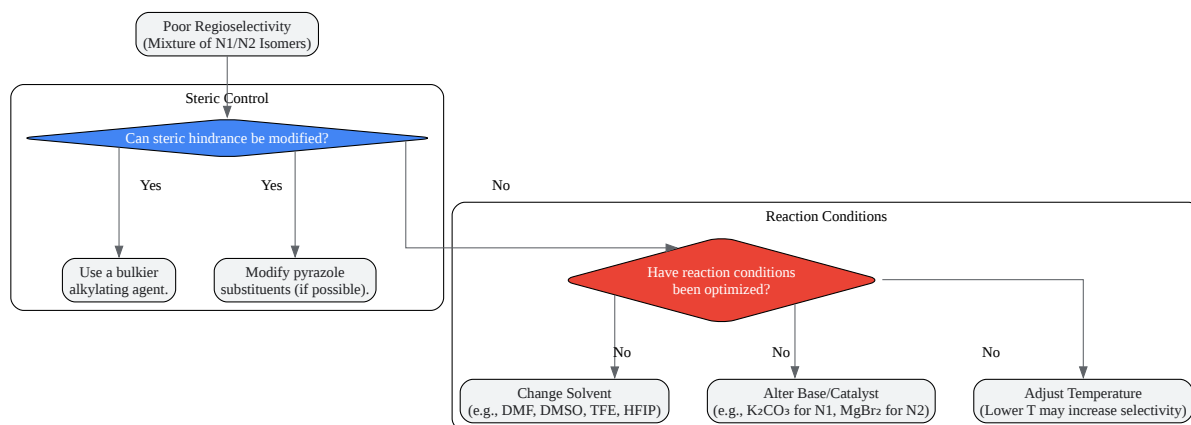 Poor Regioselectivity
(Mixture of N1/N2 Isomers)
Steric Control
Can steric hindrance be modified?
Yes
Yes
No
Use a bulkier
alkylating agent.
Modify pyrazole
substituents (if possible).
Reaction Conditions
Have reaction conditions
been optimized?
No
No
No
Change Solvent
(e.g., DMF, DMSO, TFE, HFIP)
Alter Base/Catalyst
(e.g., K₂CO₃ for N1, MgBr₂ for N2)
Adjust Temperature
(Lower T may increase selectivity)